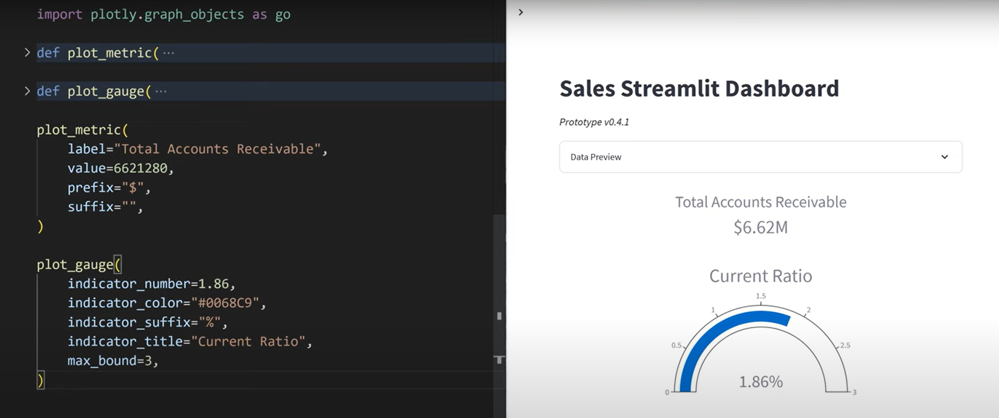 import plotly.graph_objects as go
def plot_metric( ···
def plot_gauge( ···
plot_metric(
    label="Total Accounts Receivable",
    value=6621280,
    prefix="$",
    suffix="",
)
plot_gauge(
    indicator_number=1.86,
    indicator_color="#0068C9",
    indicator_suffix="%",
    indicator_title="Current Ratio",
    max_bound=3,
)
Sales Streamlit Dashboard
Prototype v0.4.1
Data Preview
Total Accounts Receivable
$6.62M
Current Ratio
1.5
1
2
0.5
2.5
1.86%
0
3